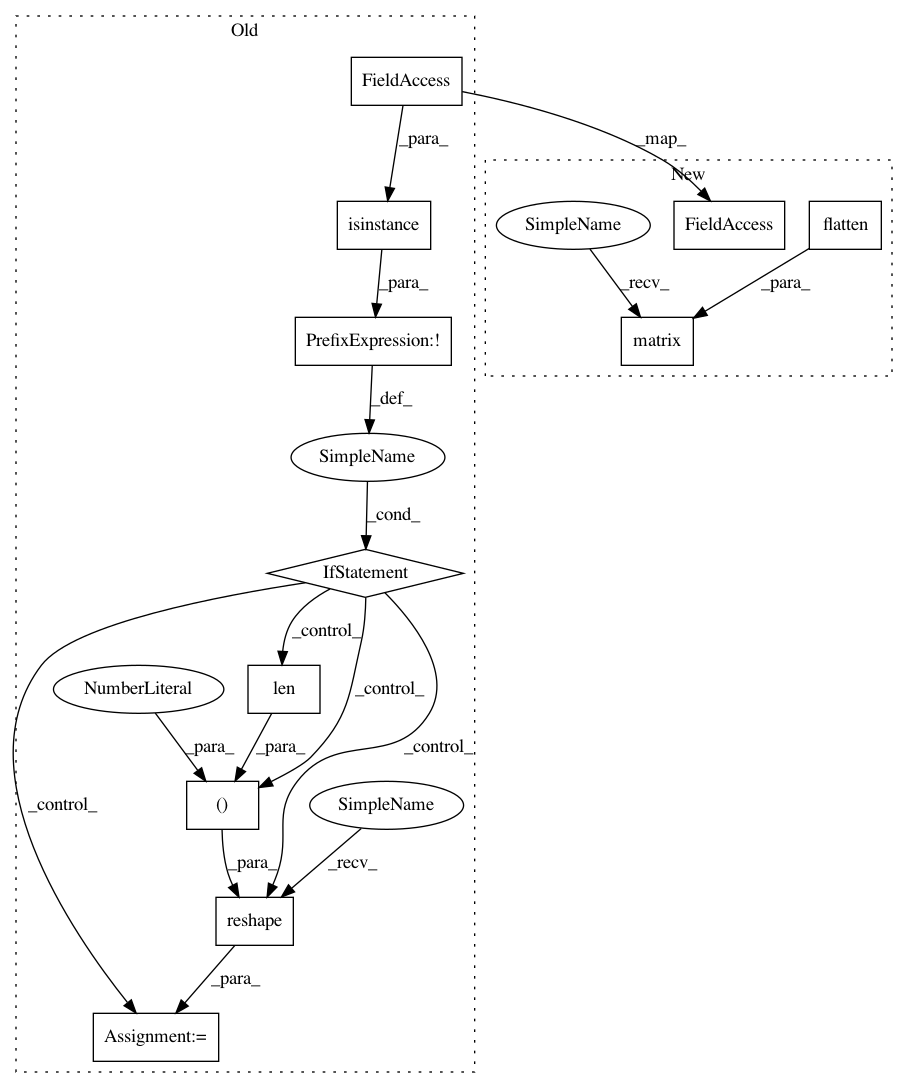 Old
FieldAccess
_para_
_map_
New
isinstance
SimpleName
FieldAccess
flatten
_para_
_recv_
_para_
PrefixExpression:!
matrix
_def_
SimpleName
_cond_
IfStatement
_control_
NumberLiteral
len
_control_
_para_
_para_
_control_
_control_
()
SimpleName
_para_
_recv_
reshape
_para_
Assignment:=